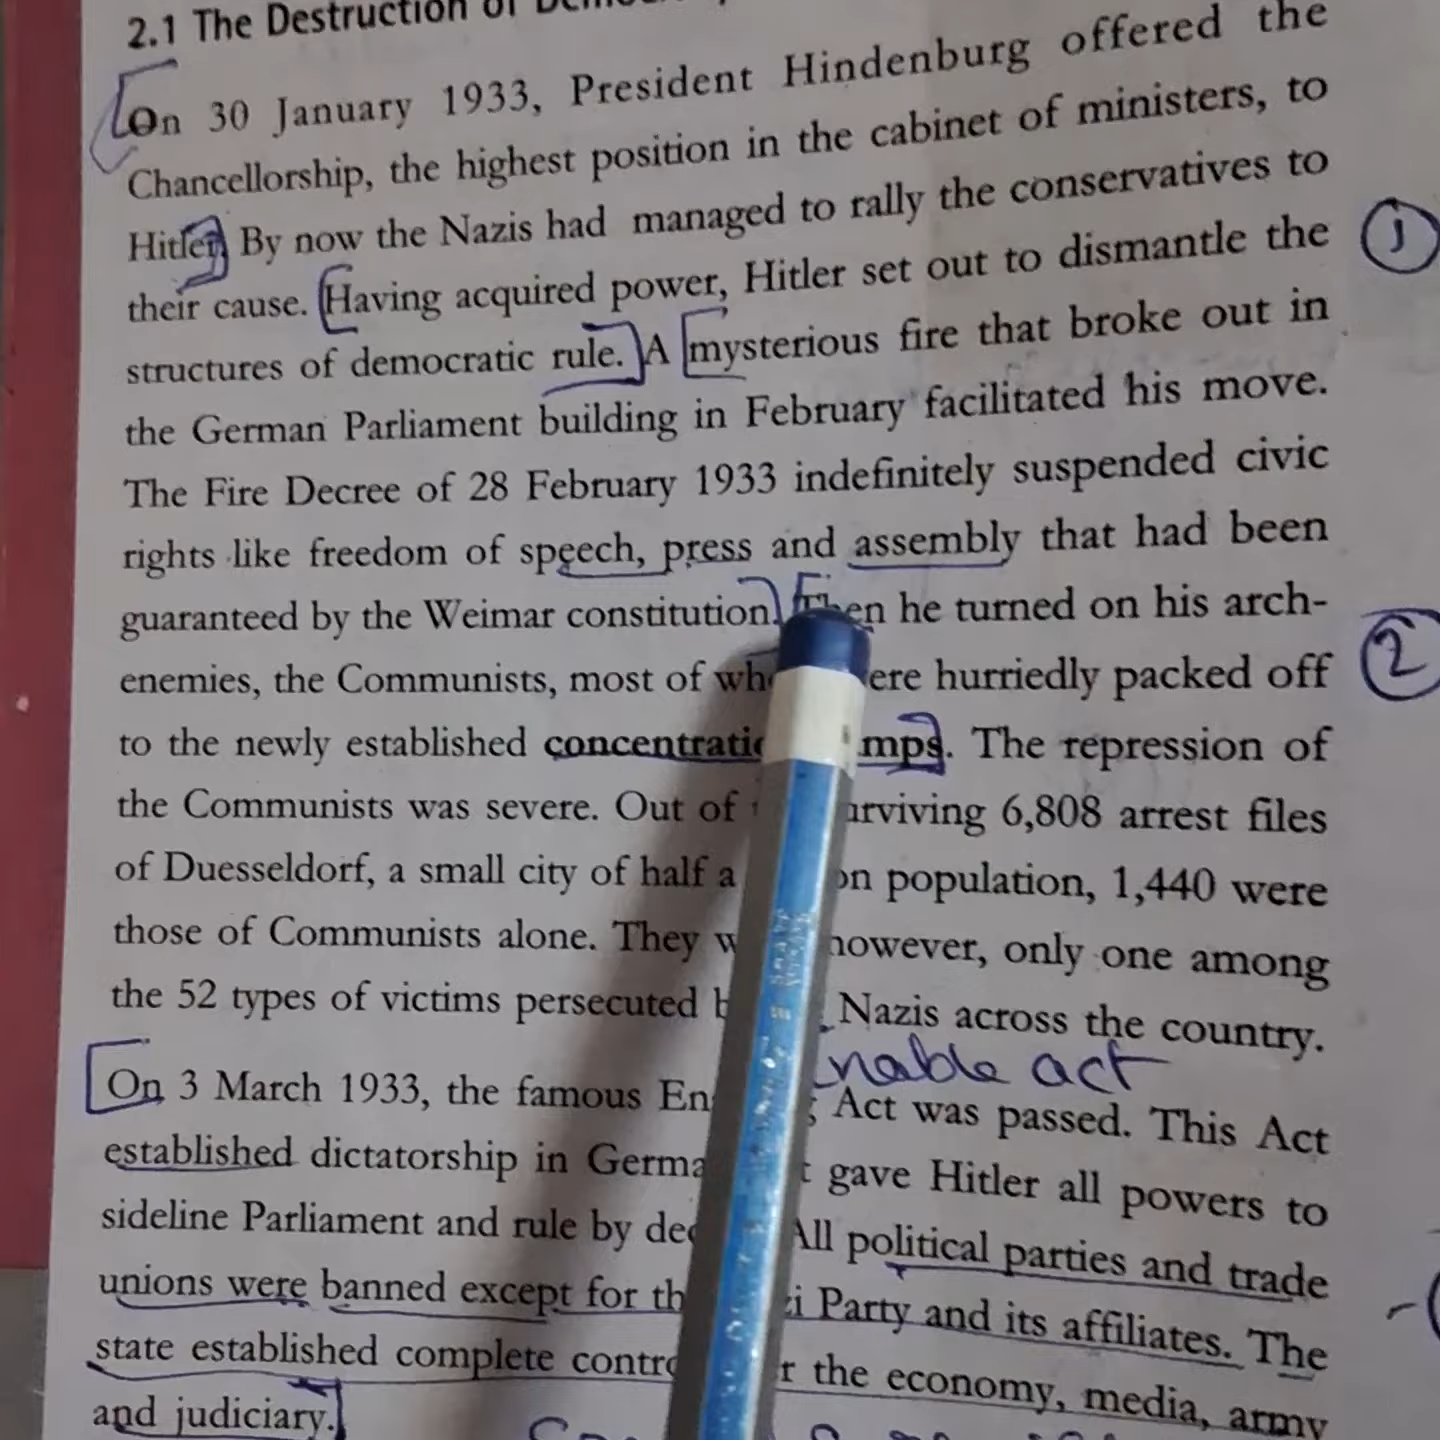 2.1 The Destruction of
On 30 January 1933, President Hindenburg offered the
Chancellorship, the highest position in the cabinet of ministers, to
Hitler. By now the Nazis had managed to rally the conservatives to
their cause. Having acquired power, Hitler set out to dismantle the
1
structures of democratic rule. A mysterious fire that broke out in
the German Parliament building in February facilitated his move.
The Fire Decree of 28 February 1933 indefinitely suspended civic
rights like freedom of speech, press and assembly that had been
guaranteed by the Weimar constitution. Then he turned on his arch-
enemies, the Communists, most of ere hurriedly packed off
2
to the newly established mps. The repression of
the Communists was severe. Out of urviving 6,808 arrest files
of Duesseldorf, a small city of half a on population, 1,440 were
those of Communists alone. They however, only one among
the 52 types of victims persecuted Nazis across the country.
nable act
On 3 March 1933, the famous Act was passed. This Act
established dictatorship in gave Hitler all powers to
sideline Parliament and rule by All political parties and trade
unions were banned except for Party and its affiliates. The
state established complete r the economy, media, army
and judiciary.